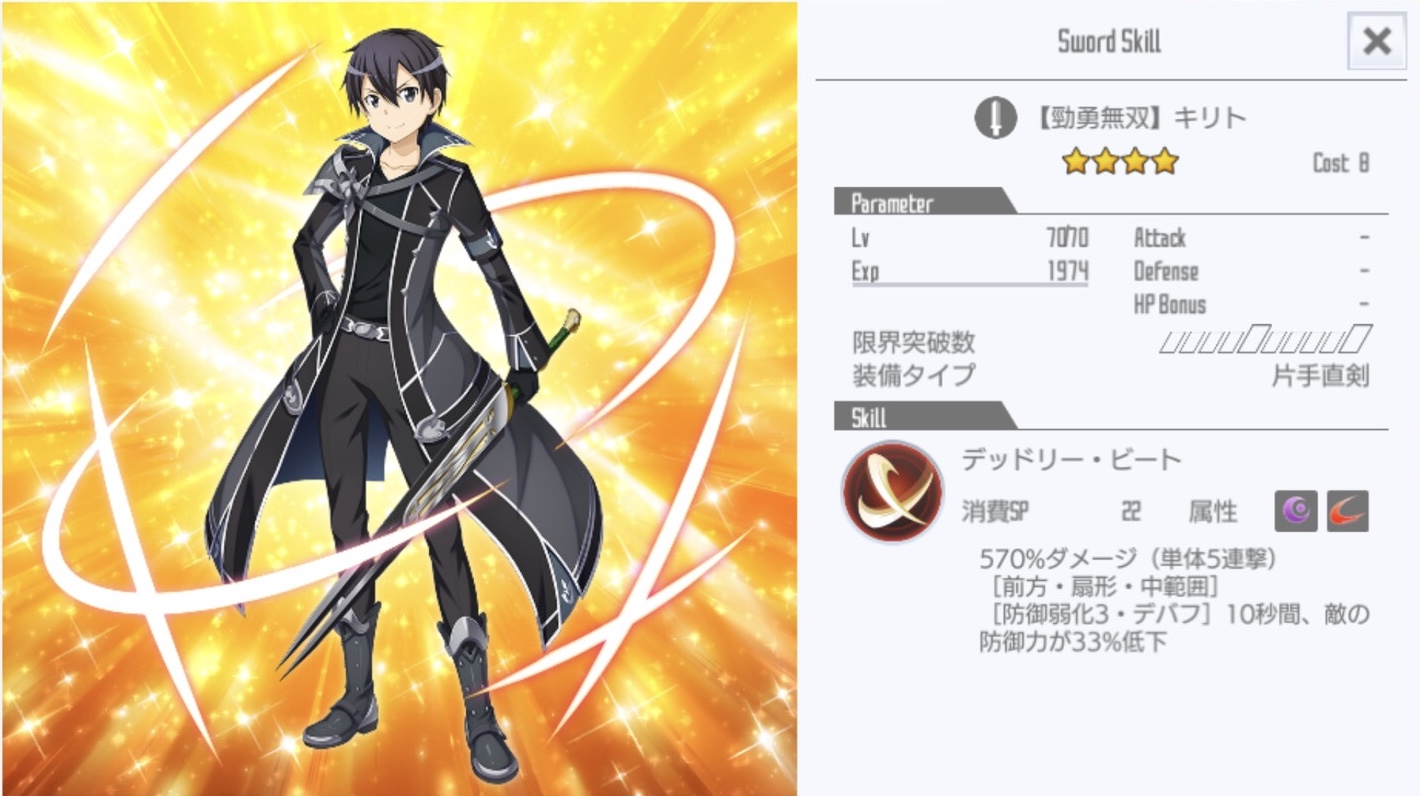 Sword Skill
【勁勇無双】キリト
Cost 8
Parameter
Lv 70/70 Attack -
Exp 1974 Defense -
HP Bonus -
限界突破数
装備タイプ 片手直剣
Skill
デッドリー・ビート
消費SP 22 属性
570%ダメージ（単体5連撃）
［前方・扇形・中範囲］
［防御弱化3・デバフ］10秒間、敵の
防御力が33%低下